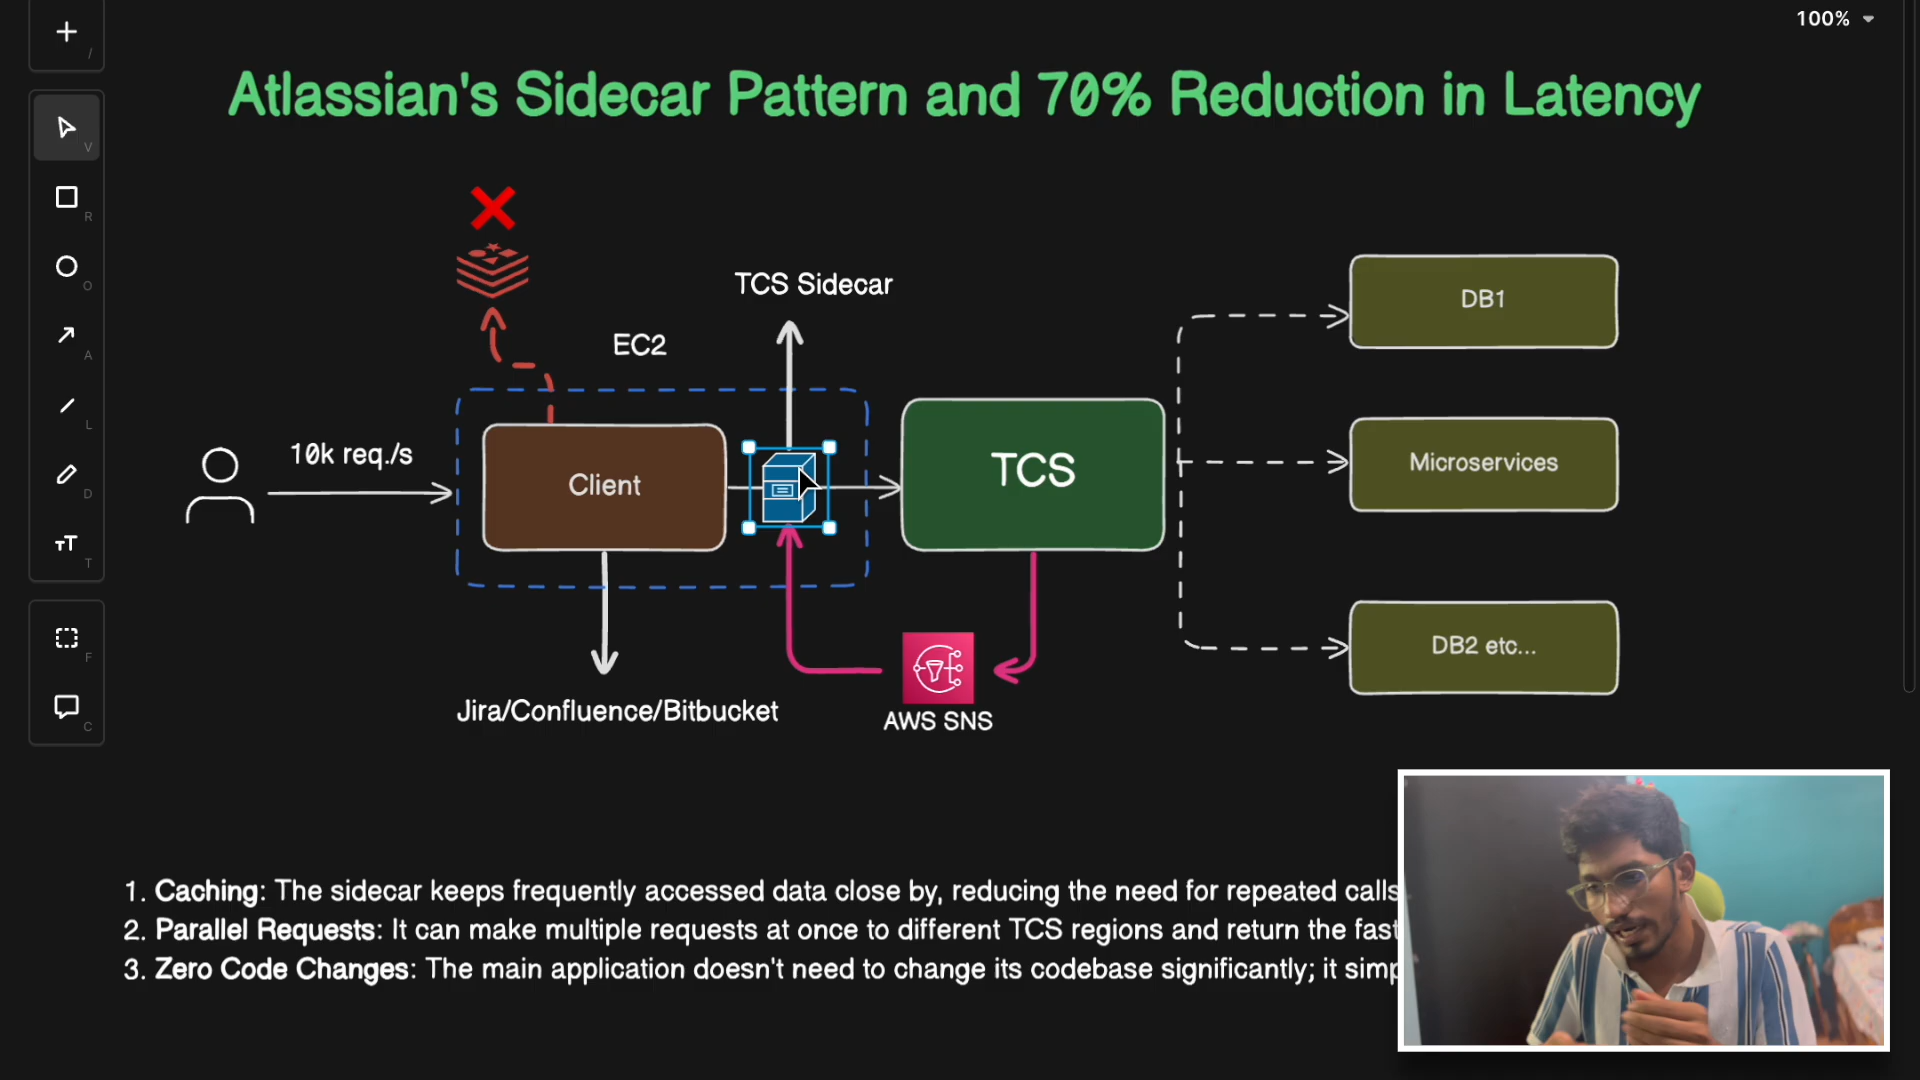 100%
/
Atlassian's Sidecar Pattern and 70% Reduction in Latency
V
R
O
A
L
D
T
F
C
TCS Sidecar
EC2
DB1
10k req./s
Client
TCS
Microservices
DB2 etc...
Jira/Confluence/Bitbucket
AWS SNS
1. Caching: The sidecar keeps frequently accessed data close by, reducing the need for repeated calls
2. Parallel Requests: It can make multiple requests at once to different TCS regions and return the
3. Zero Code Changes: The main application doesn't need to change its codebase significantly; it